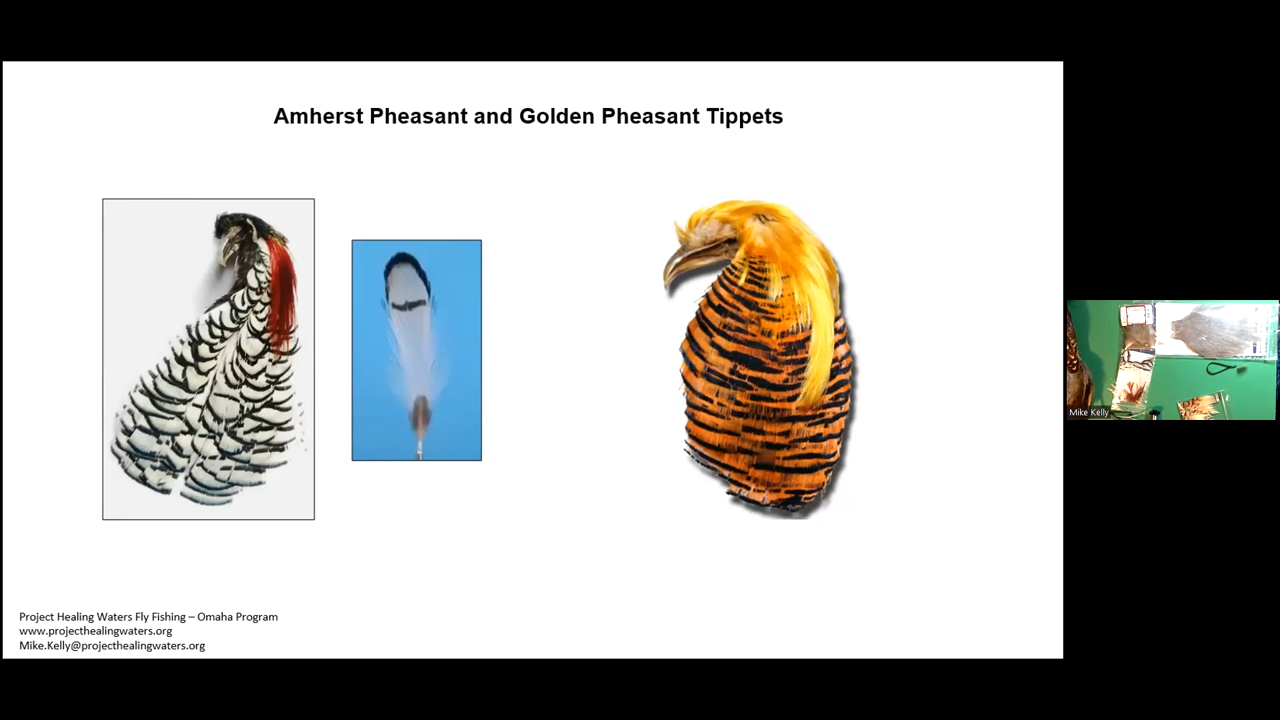 Amherst Pheasant and Golden Pheasant Tippets
Project Healing Waters Fly Fishing – Omaha Program
www.projecthealingwaters.org
Mike.Kelly@projecthealingwaters.org
Mike Kelly